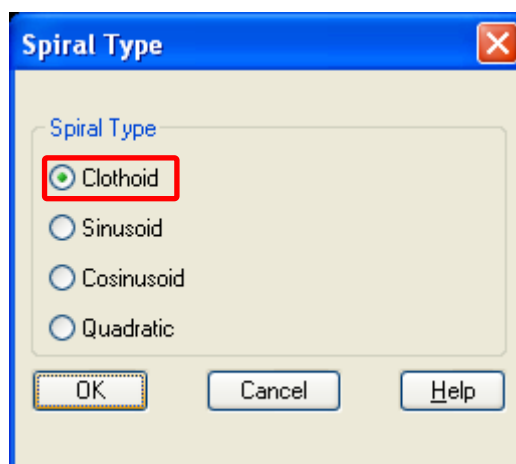 Spiral Type
Spiral Type
Clothoid
Sinusoid
Cosinusoid
Quadratic
OK Cancel Help